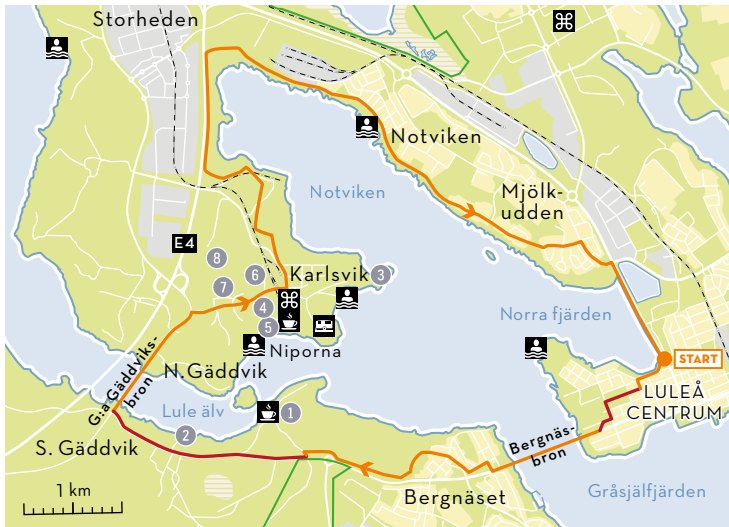 Storheden
Notviken
Notviken
Mjölk-
udden
E4
8
6
Karlsvik
3
7
4
5
Norra fjärden
Niporna
START
N.Gäddvik
G:a Gäddviks-
bron
LULEÅ
CENTRUM
Lule älv
1
2
S. Gäddvik
Bergnäs-
bron
1 km
Bergnäset
Gråsjälfjärden